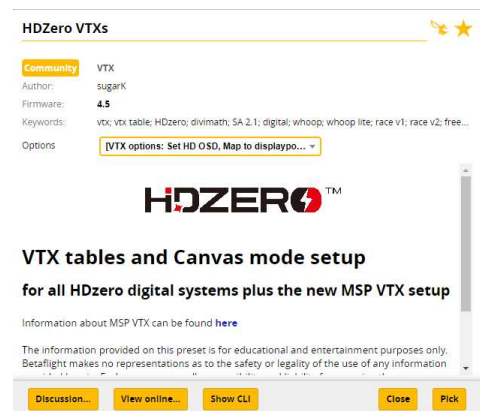 HDZero VTXs
Community VTX
Author: sugarK
Firmware: 4.5
Keywords: vtx; vtx table; HDzero; divimath; SA 2.1; digital; whoop; whoop lite; race v1; race v2; free...
Options [VTX options: Set HD OSD, Map to displaypo...
HDZERO™
VTX tables and Canvas mode setup
for all HDzero digital systems plus the new MSP VTX setup
Information about MSP VTX can be found here
The information provided on this preset is for educational and entertainment purposes only.
Betaflight makes no representations as to the safety or legality of the use of any information
Discussion... View online... Show CLI Close Pick